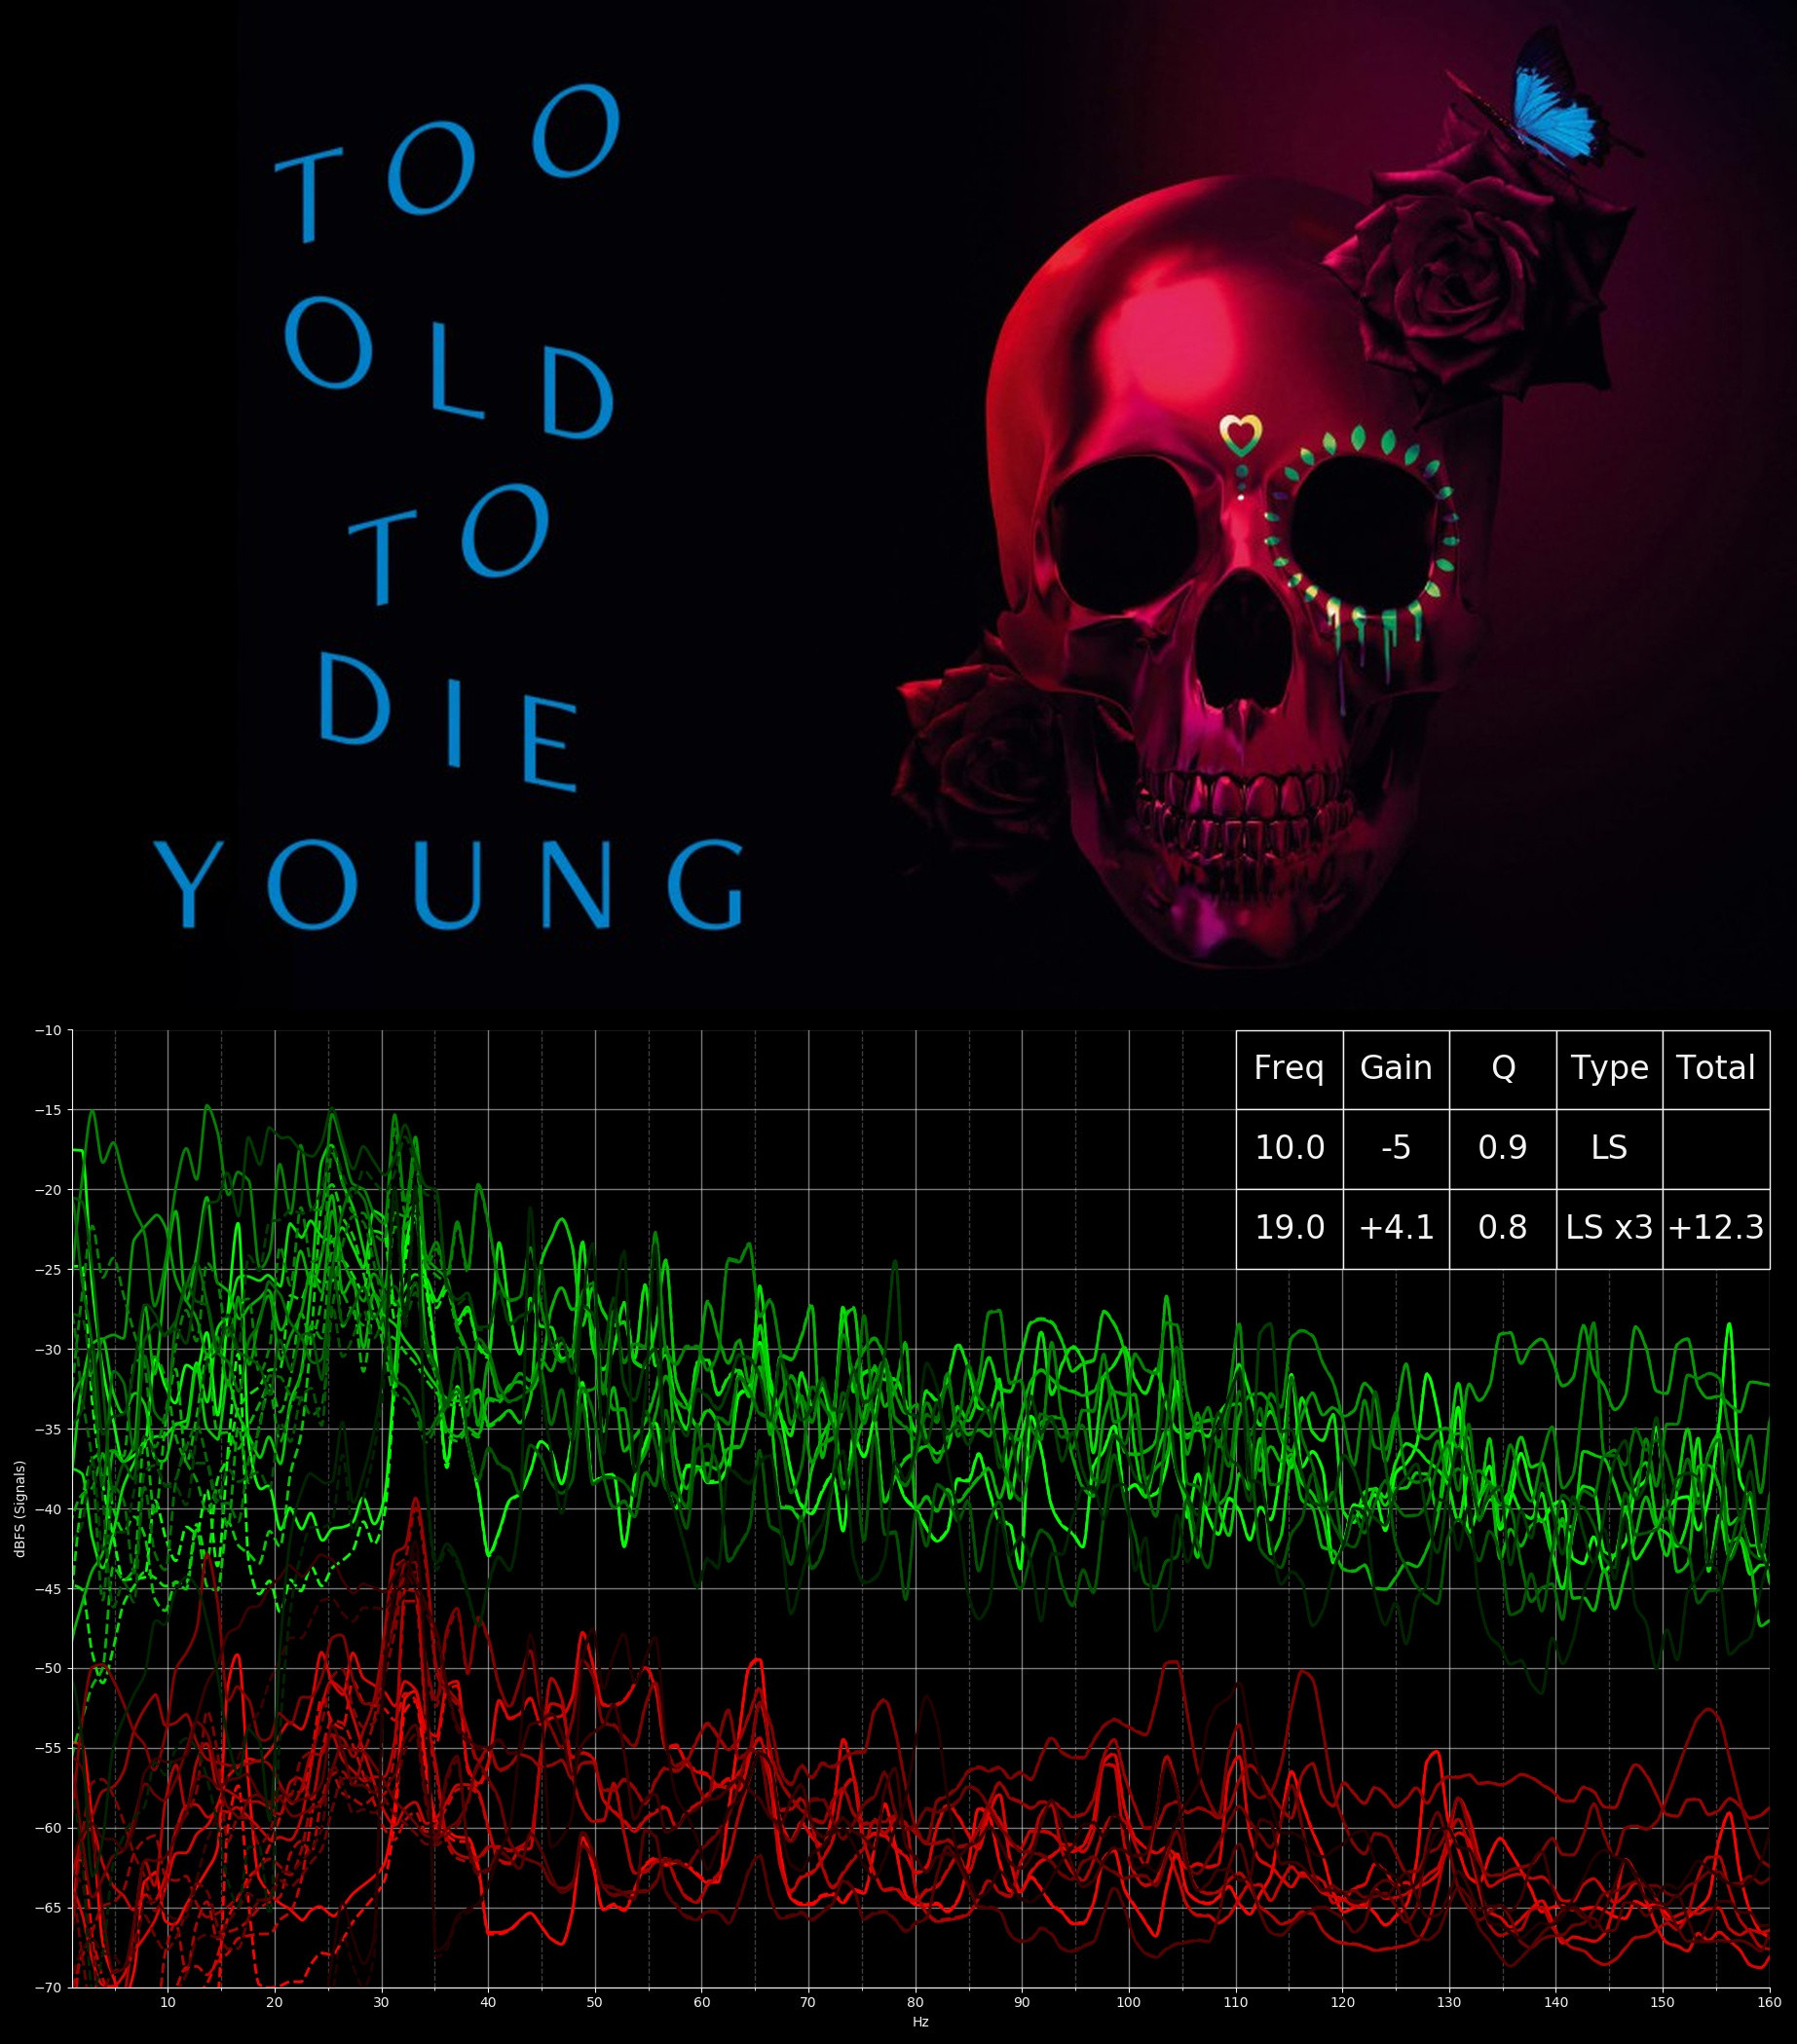 TOO
OLD
TO
DIE
YOUNG
Freq Gain Q Type Total
10.0 -5 0.9 LS
19.0 +4.1 0.8 LS x3 +12.3
−10
−15
−20
−25
−30
−35
−40
−45
−50
−55
−60
−65
−70
dBFS (Signals)
10 20 30 40 50 60 70 80 90 100 110 120 130 140 150 160
Hz